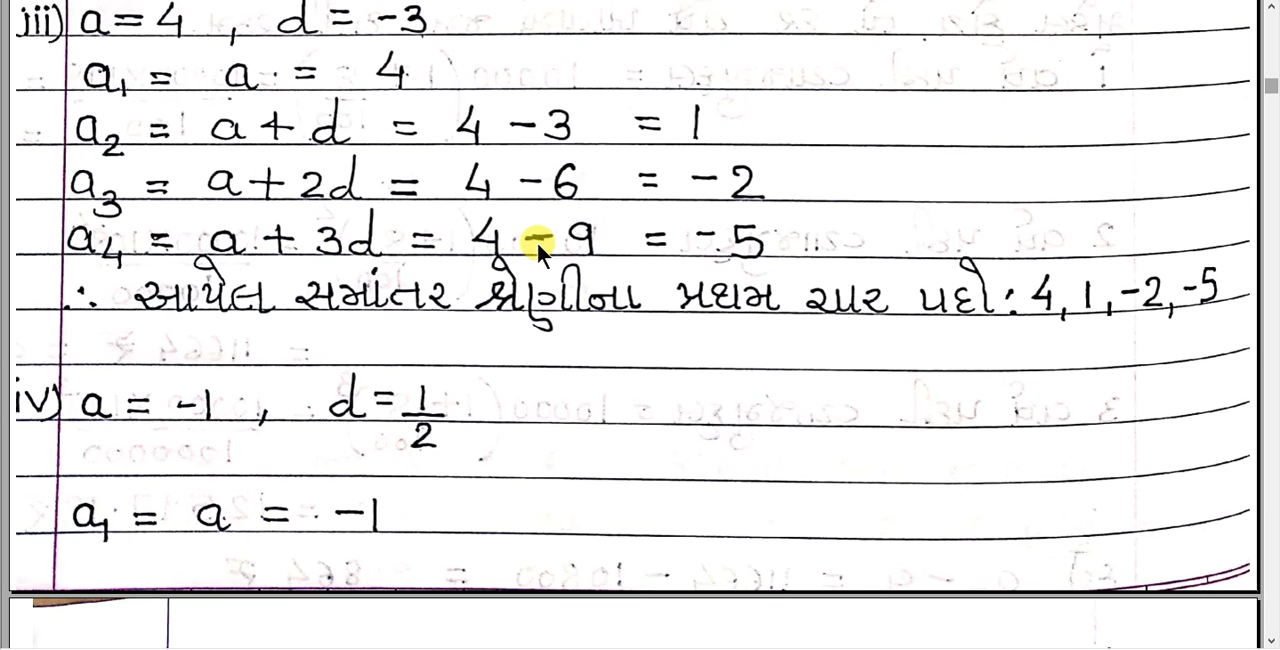 iii) a = 4 , d = -3
a₁ = a = 4
a₂ = a + d = 4 - 3 = 1
a₃ = a + 2d = 4 - 6 = -2
a₄ = a + 3d = 4 - 9 = -5
∴ આપેલ સમાંતર શ્રેણીના પ્રથમ ચાર પદો : 4, 1, -2, -5
iv) a = -1 , d = 1/2
a₁ = a = -1